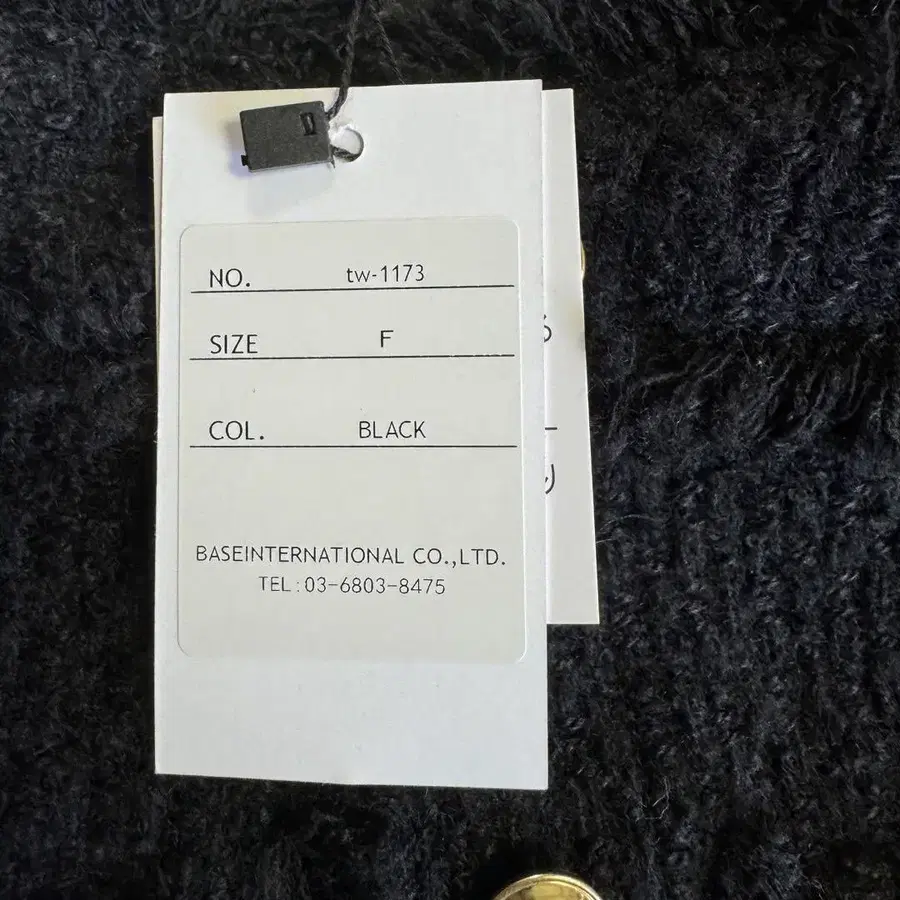 NO. tw-1173
SIZE F
COL. BLACK
BASEINTERNATIONAL CO.,LTD.
TEL:03-6803-8475